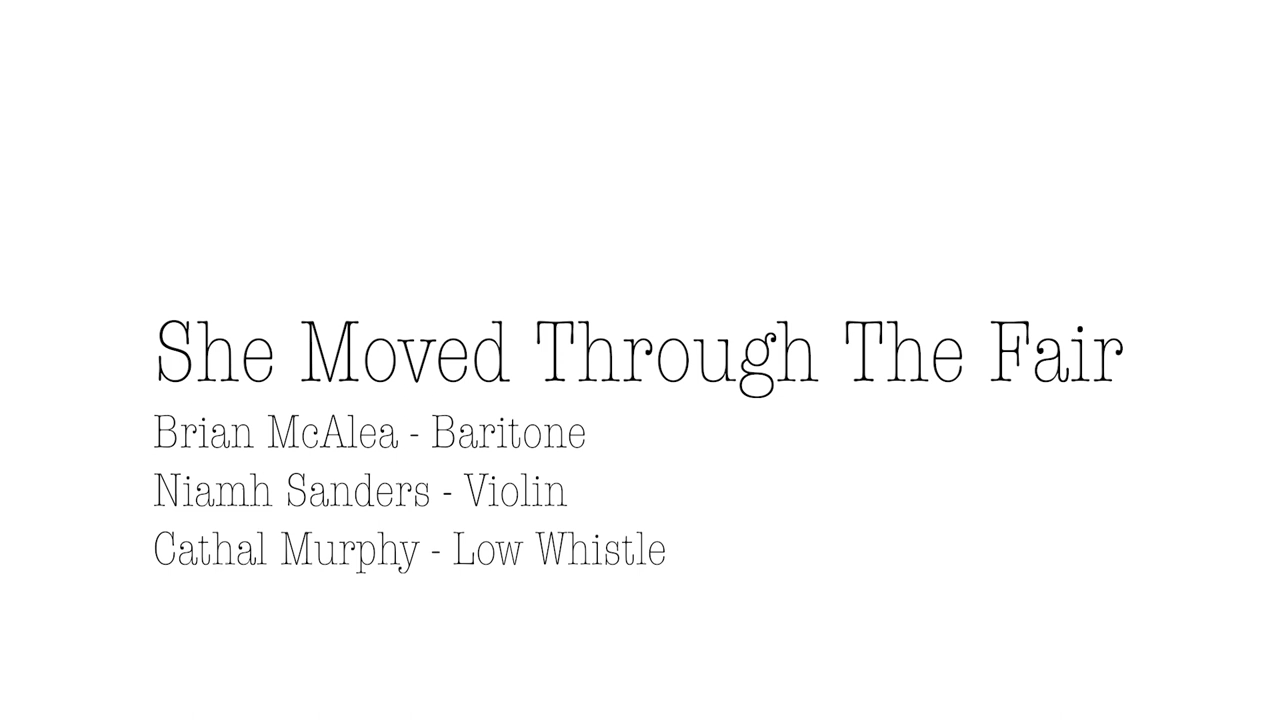 She Moved Through The Fair
Brian McAlea - Baritone
Niamh Sanders - Violin
Cathal Murphy - Low Whistle